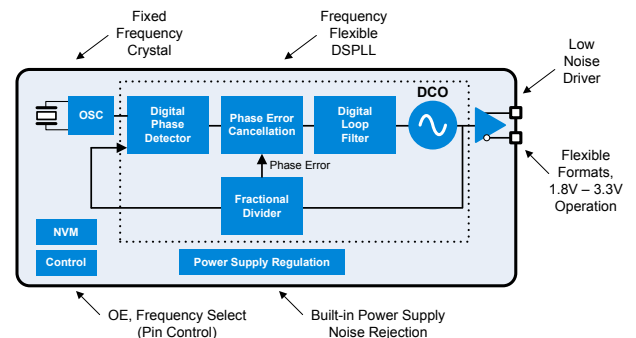 Fixed
Frequency
Crystal
Frequency
Flexible
DSPLL
Low
Noise
Driver
OSC
Digital
Phase
Detector
Phase Error
Cancellation
Digital
Loop
Filter
DCO
Phase Error
Fractional
Divider
Flexible
Formats,
1.8V – 3.3V
Operation
NVM
Control
Power Supply Regulation
OE, Frequency Select
(Pin Control)
Built-in Power Supply
Noise Rejection